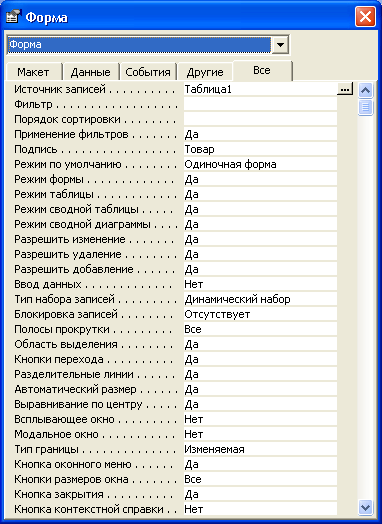 Форма
Форма
Макет Данные События Другие Все
Источник записей . . . . . . . . . . . Таблица1 ...
Фильтр . . . . . . . . . . . . . . . . . . . .
Порядок сортировки . . . . . . . . .
Применение фильтров . . . . . . . Да
Подпись . . . . . . . . . . . . . . . . . . Товар
Режим по умолчанию . . . . . . . . Одиночная форма
Режим формы . . . . . . . . . . . . . . Да
Режим таблицы . . . . . . . . . . . . . Да
Режим сводной таблицы . . . . . Да
Режим сводной диаграммы . . . . Да
Разрешить изменение . . . . . . . . Да
Разрешить удаление . . . . . . . . . Да
Разрешить добавление . . . . . . . Да
Ввод данных . . . . . . . . . . . . . . . Нет
Тип набора записей . . . . . . . . . Динамический набор
Блокировка записей . . . . . . . . . Отсутствует
Полосы прокрутки . . . . . . . . . . Все
Область выделения . . . . . . . . . . Да
Кнопки перехода . . . . . . . . . . . . Да
Разделительные линии . . . . . . . Да
Автоматический размер . . . . . . Да
Выравнивание по центру . . . . . . Да
Всплывающее окно . . . . . . . . . . Нет
Модальное окно . . . . . . . . . . . . Нет
Тип границы . . . . . . . . . . . . . . . Изменяемая
Кнопка оконного меню . . . . . . . Да
Кнопки размеров окна . . . . . . . Все
Кнопка закрытия . . . . . . . . . . . Да
Кнопка контекстной справки . . Нет